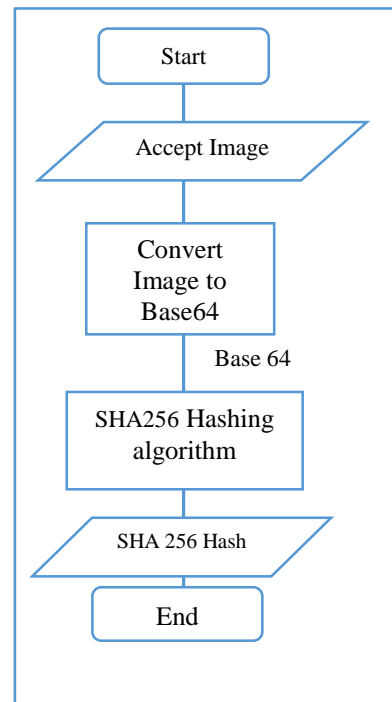 Start
Accept Image
Convert
Image to
Base64
Base 64
SHA256 Hashing
algorithm
SHA 256 Hash
End